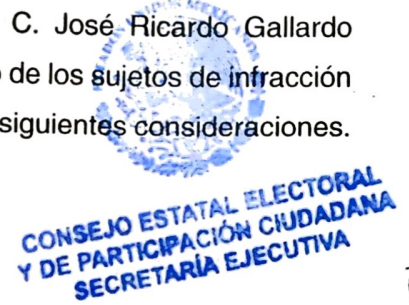 C. José Ricardo Gallardo
de los sujetos de infracción
siguientes consideraciones.
CONSEJO ESTATAL ELECTORAL
Y DE PARTICIPACIÓN CIUDADANA
SECRETARÍA EJECUTIVA